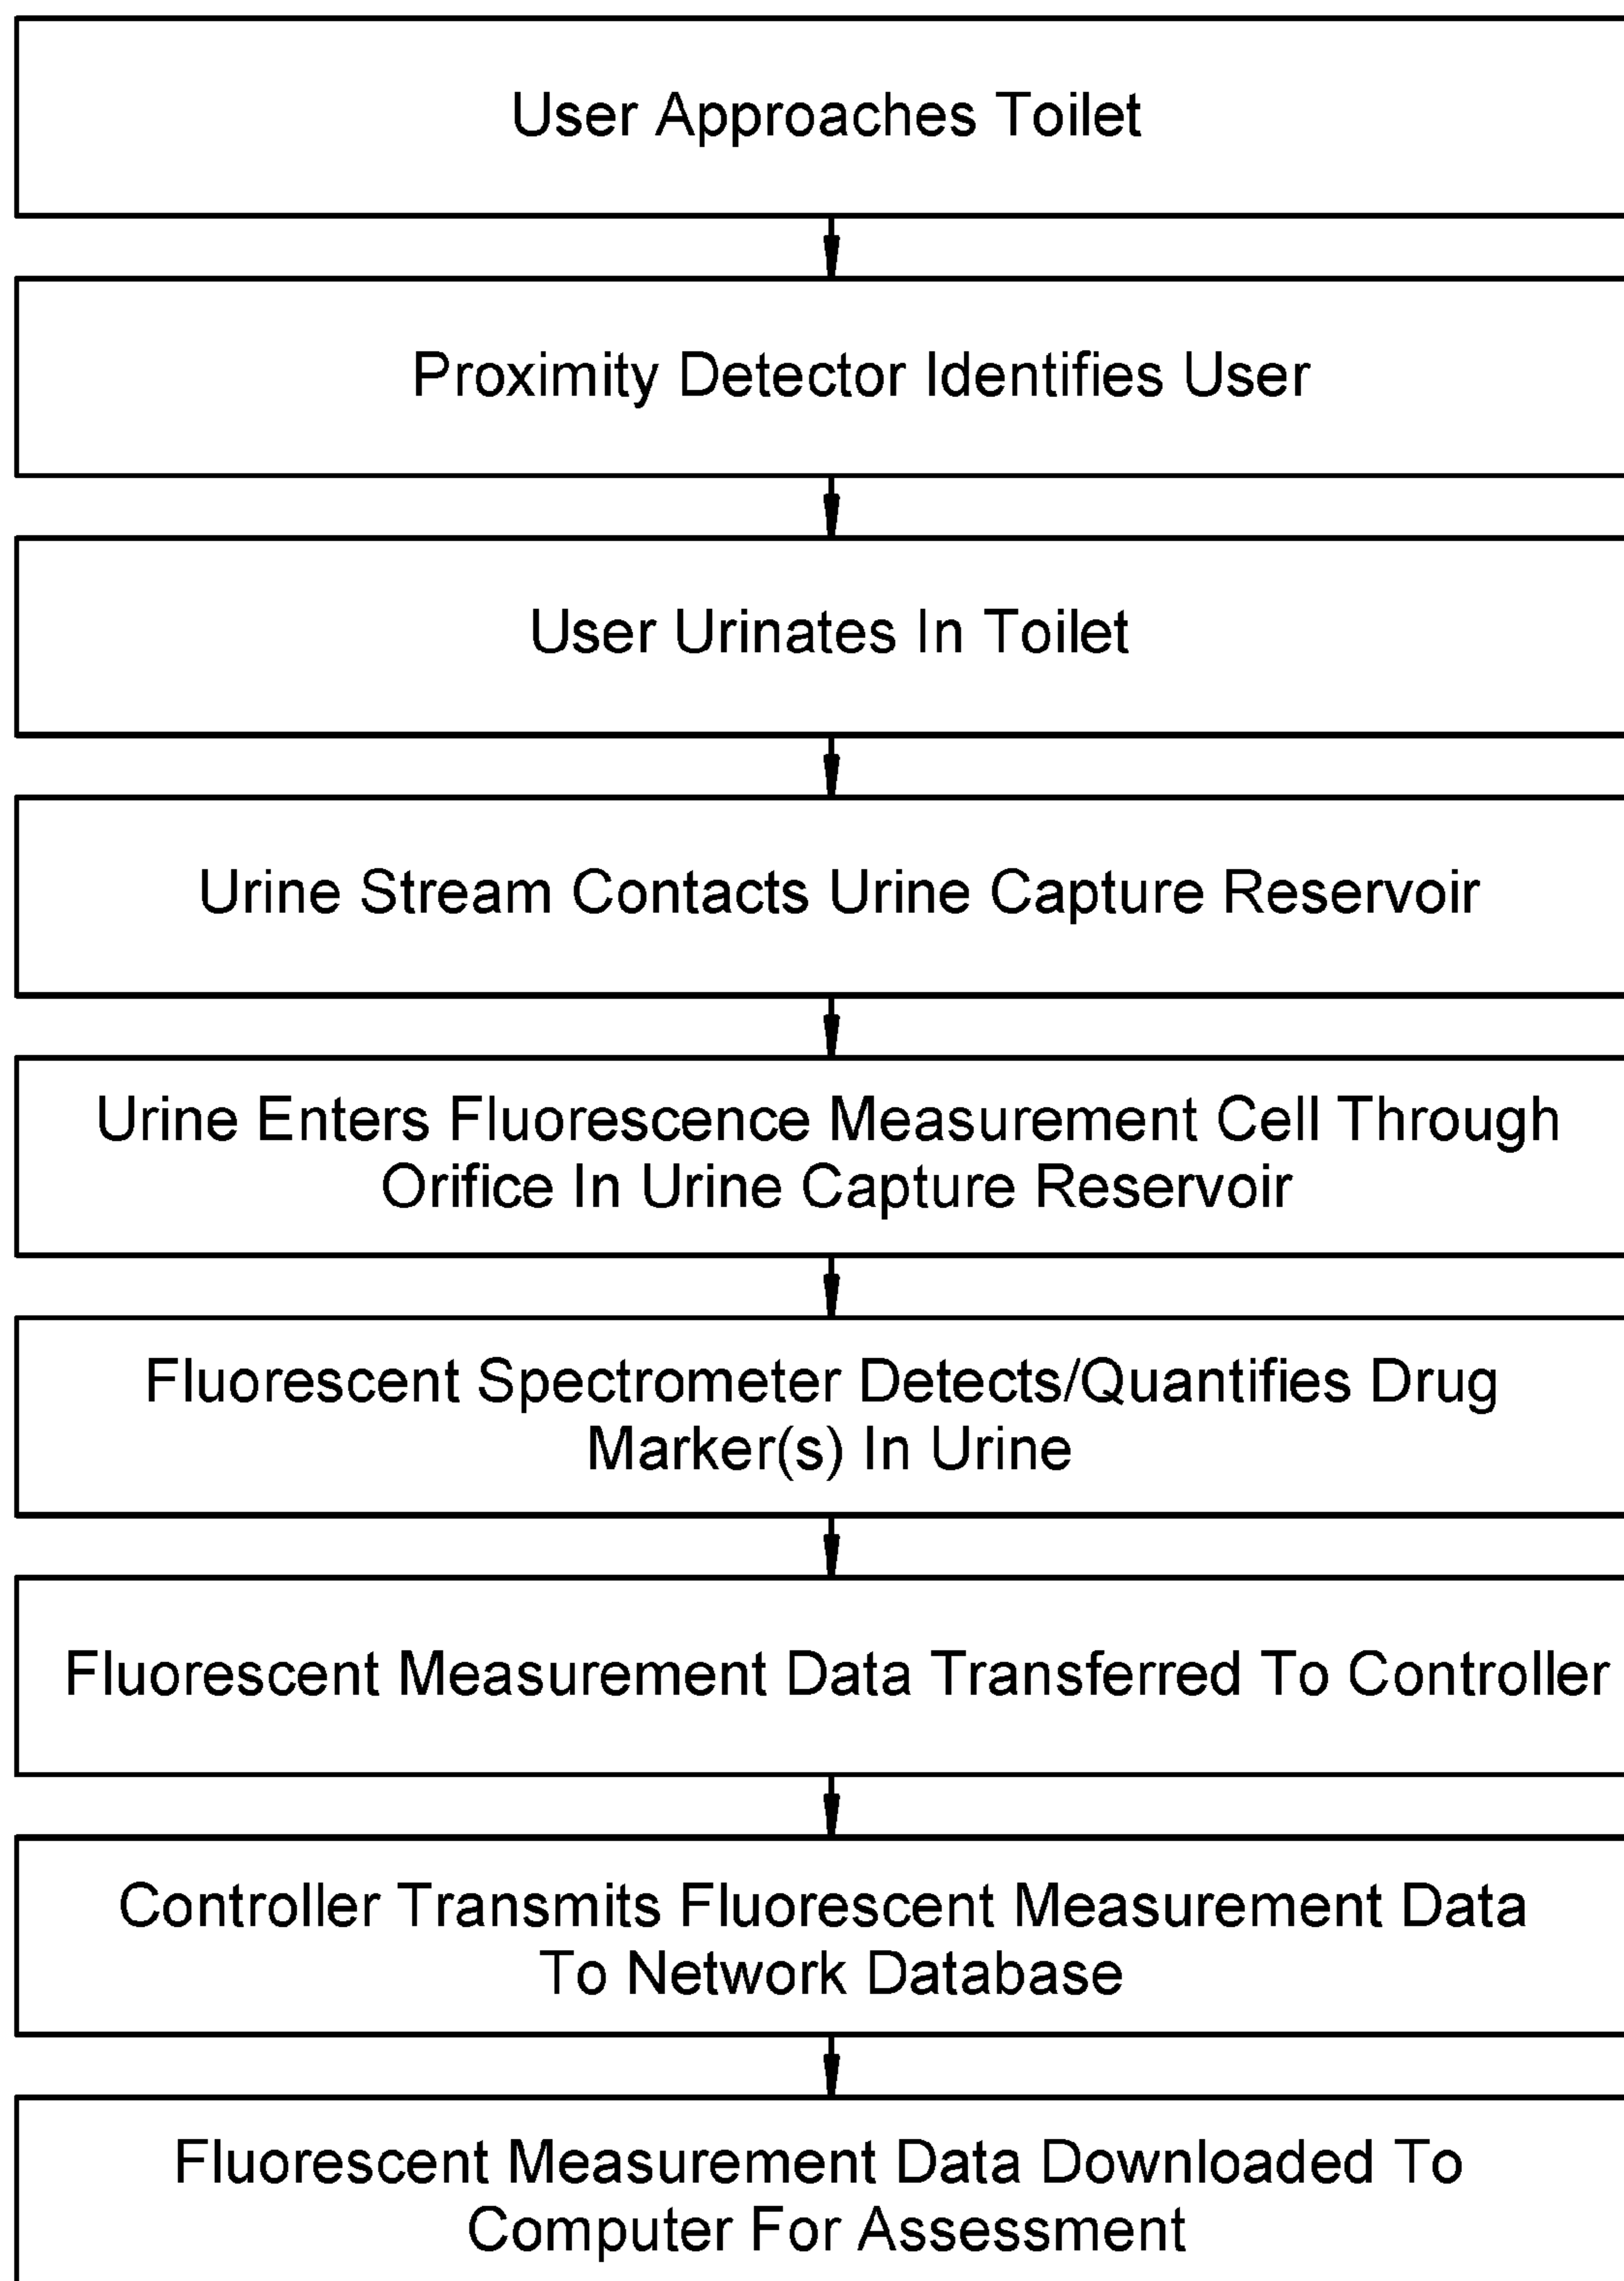 User Approaches Toilet
Proximity Detector Identifies User
User Urinates In Toilet
Urine Stream Contacts Urine Capture Reservoir
Urine Enters Fluorescence Measurement Cell Through
Orifice In Urine Capture Reservoir
Fluorescent Spectrometer Detects/Quantifies Drug
Marker(s) In Urine
Fluorescent Measurement Data Transferred To Controller
Controller Transmits Fluorescent Measurement Data
To Network Database
Fluorescent Measurement Data Downloaded To
Computer For Assessment